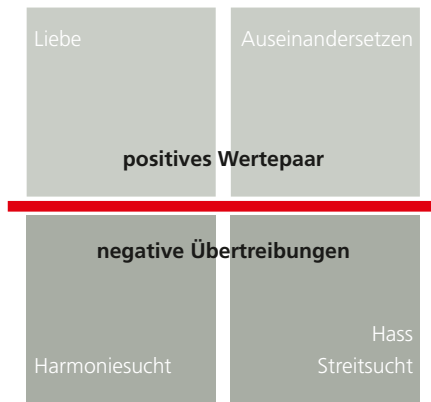 Liebe
Auseinandersetzen
positives Wertepaar
negative Übertreibungen
Harmoniesucht
Hass
Streitsucht